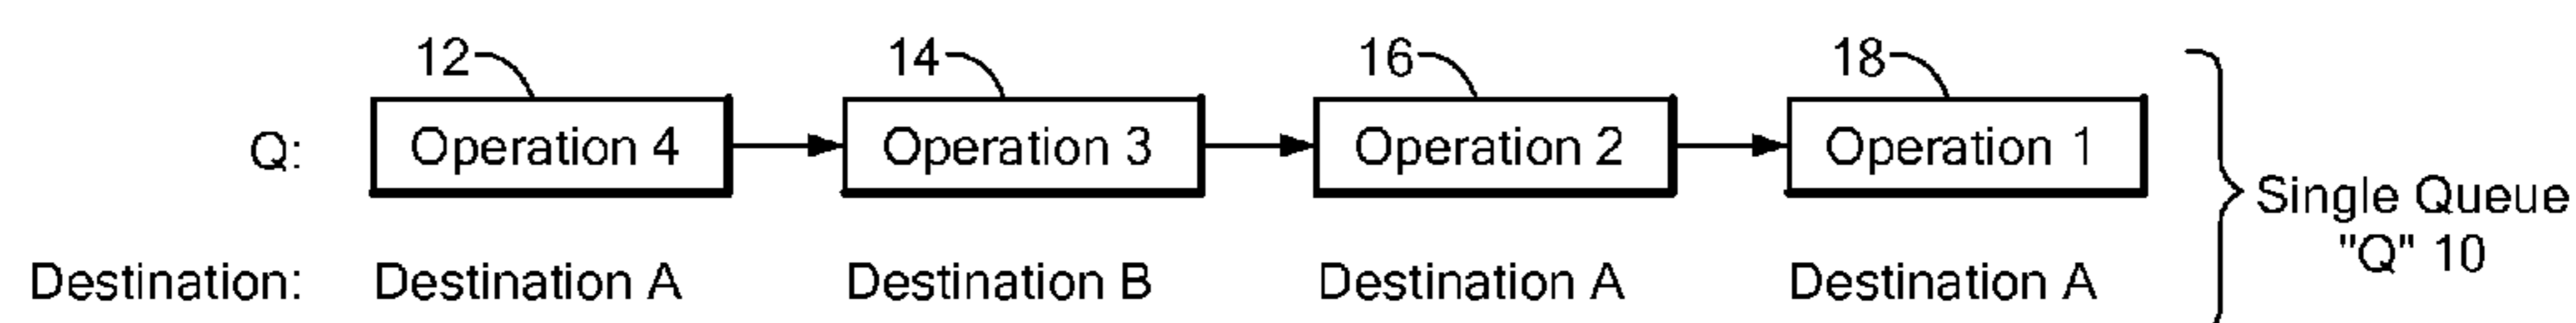 12 14 16 18
Q: Operation 4 Operation 3 Operation 2 Operation 1
Single Queue
"Q" 10
Destination: Destination A Destination B Destination A Destination A